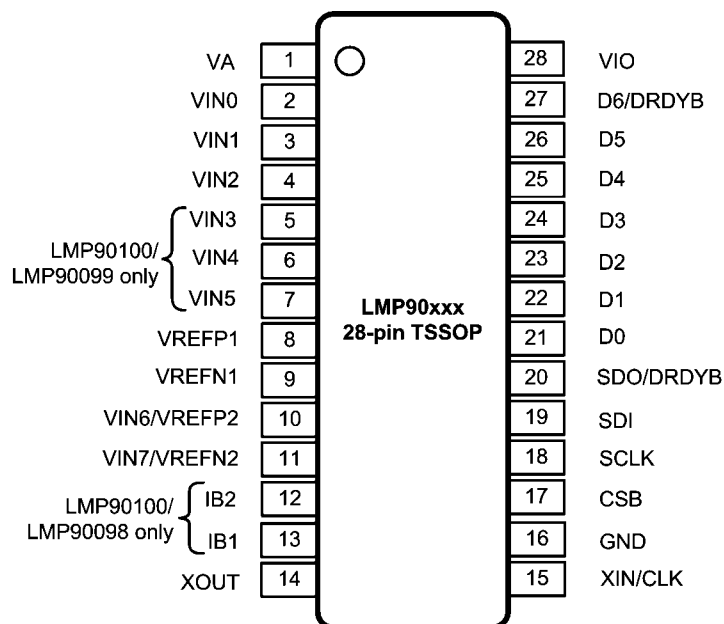 VA 1 28 VIO
VIN0 2 27 D6/DRDYB
VIN1 3 26 D5
VIN2 4 25 D4
VIN3 5 24 D3
LMP90100/
LMP90099 only
VIN4 6 23 D2
VIN5 7 22 D1
LMP90xxx
28-pin TSSOP
VREFP1 8 21 D0
VREFN1 9 20 SDO/DRDYB
VIN6/VREFP2 10 19 SDI
VIN7/VREFN2 11 18 SCLK
LMP90100/
LMP90098 only
IB2 12 17 CSB
IB1 13 16 GND
XOUT 14 15 XIN/CLK